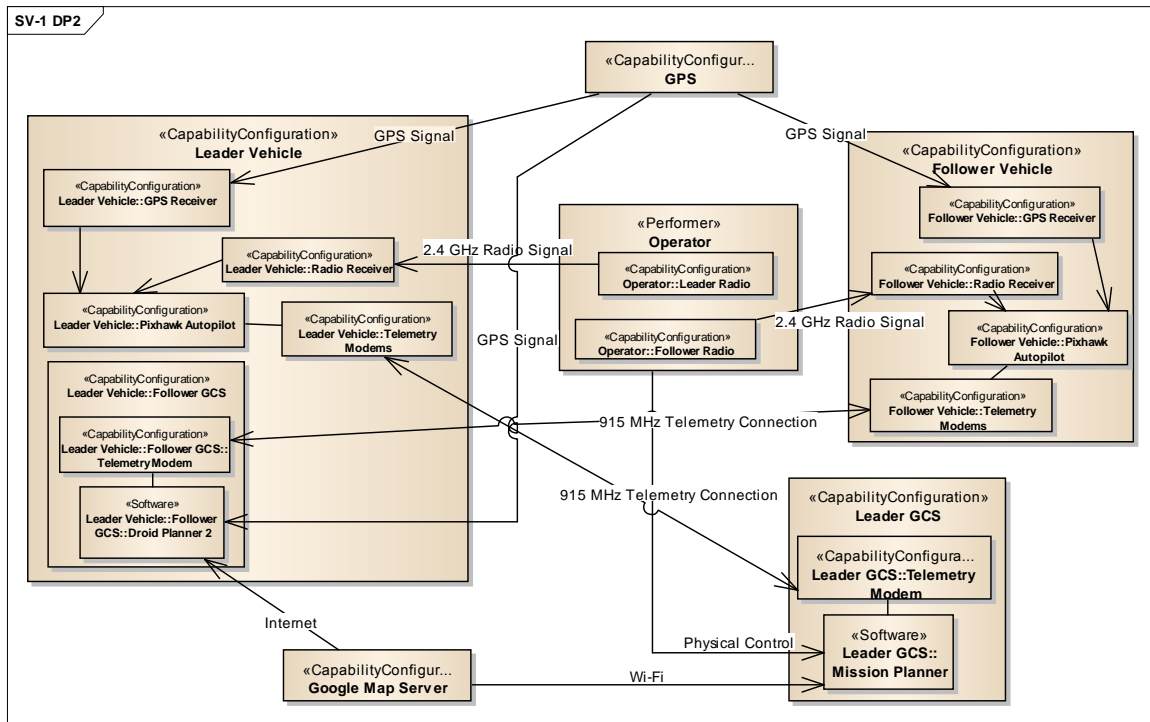 SV-1 DP2
«CapabilityConfigur...
GPS
GPS Signal
GPS Signal
«CapabilityConfiguration»
Leader Vehicle
«CapabilityConfiguration»
Leader Vehicle::GPS Receiver
«CapabilityConfiguration»
Leader Vehicle::Radio Receiver
«CapabilityConfiguration»
Leader Vehicle::Pixhawk Autopilot
«CapabilityConfiguration»
Leader Vehicle::Telemetry
Modems
«CapabilityConfiguration»
Leader Vehicle::Follower GCS
«CapabilityConfiguration»
Leader Vehicle::Follower GCS::
TelemetryModem
«Software»
Leader Vehicle::Follower
GCS::Droid Planner 2
2.4 GHz Radio Signal
GPS Signal
«Performer»
Operator
«CapabilityConfiguration»
Operator::Leader Radio
«CapabilityConfiguration»
Operator::Follower Radio
2.4 GHz Radio Signal
«CapabilityConfiguration»
Follower Vehicle
«CapabilityConfiguration»
Follower Vehicle::GPS Receiver
«CapabilityConfiguration»
Follower Vehicle::Radio Receiver
«CapabilityConfiguration»
Follower Vehicle::Pixhawk
Autopilot
«CapabilityConfiguration»
Follower Vehicle::Telemetry
Modems
915 MHz Telemetry Connection
915 MHz Telemetry Connection
«CapabilityConfiguration»
Leader GCS
«CapabilityConfigura...
Leader GCS::Telemetry
Modem
«Software»
Leader GCS::
Mission Planner
Physical Control
Internet
«CapabilityConfigur...
Google Map Server
Wi-Fi